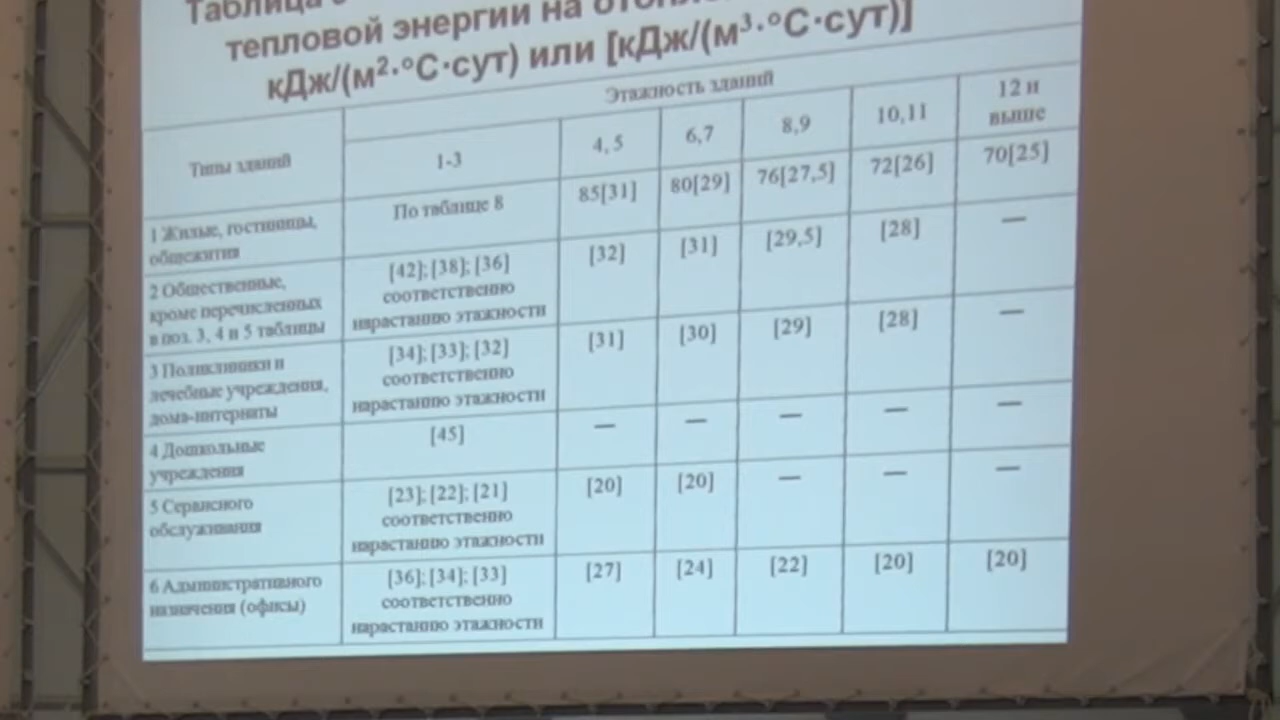 Таблица
тепловой энергии на
кДж/(м²·°С·сут) или [кДж/(м³·°С·сут)]
Типы зданий
Этажность зданий
1-3
4, 5
6,7
8,9
10,11
12 и
выше
1 Жилые, гостиницы,
общежития
По таблице 8
85[31]
80[29]
76[27,5]
72[26]
70[25]
2 Общественные,
кроме перечисленных
в поз. 3, 4 и 5 таблицы
[42]; [38]; [36]
соответственно
нарастанию этажности
[32]
[31]
[29,5]
[28]
—
3 Поликлиники и
лечебные учреждения,
дома-интернаты
[34]; [33]; [32]
соответственно
нарастанию этажности
[31]
[30]
[29]
[28]
—
4 Дошкольные
учреждения
[45]
—
—
—
—
—
5 Сервисного
обслуживания
[23]; [22]; [21]
соответственно
нарастанию этажности
[20]
[20]
—
—
—
6 Административного
назначения (офисы)
[36]; [34]; [33]
соответственно
нарастанию этажности
[27]
[24]
[22]
[20]
[20]